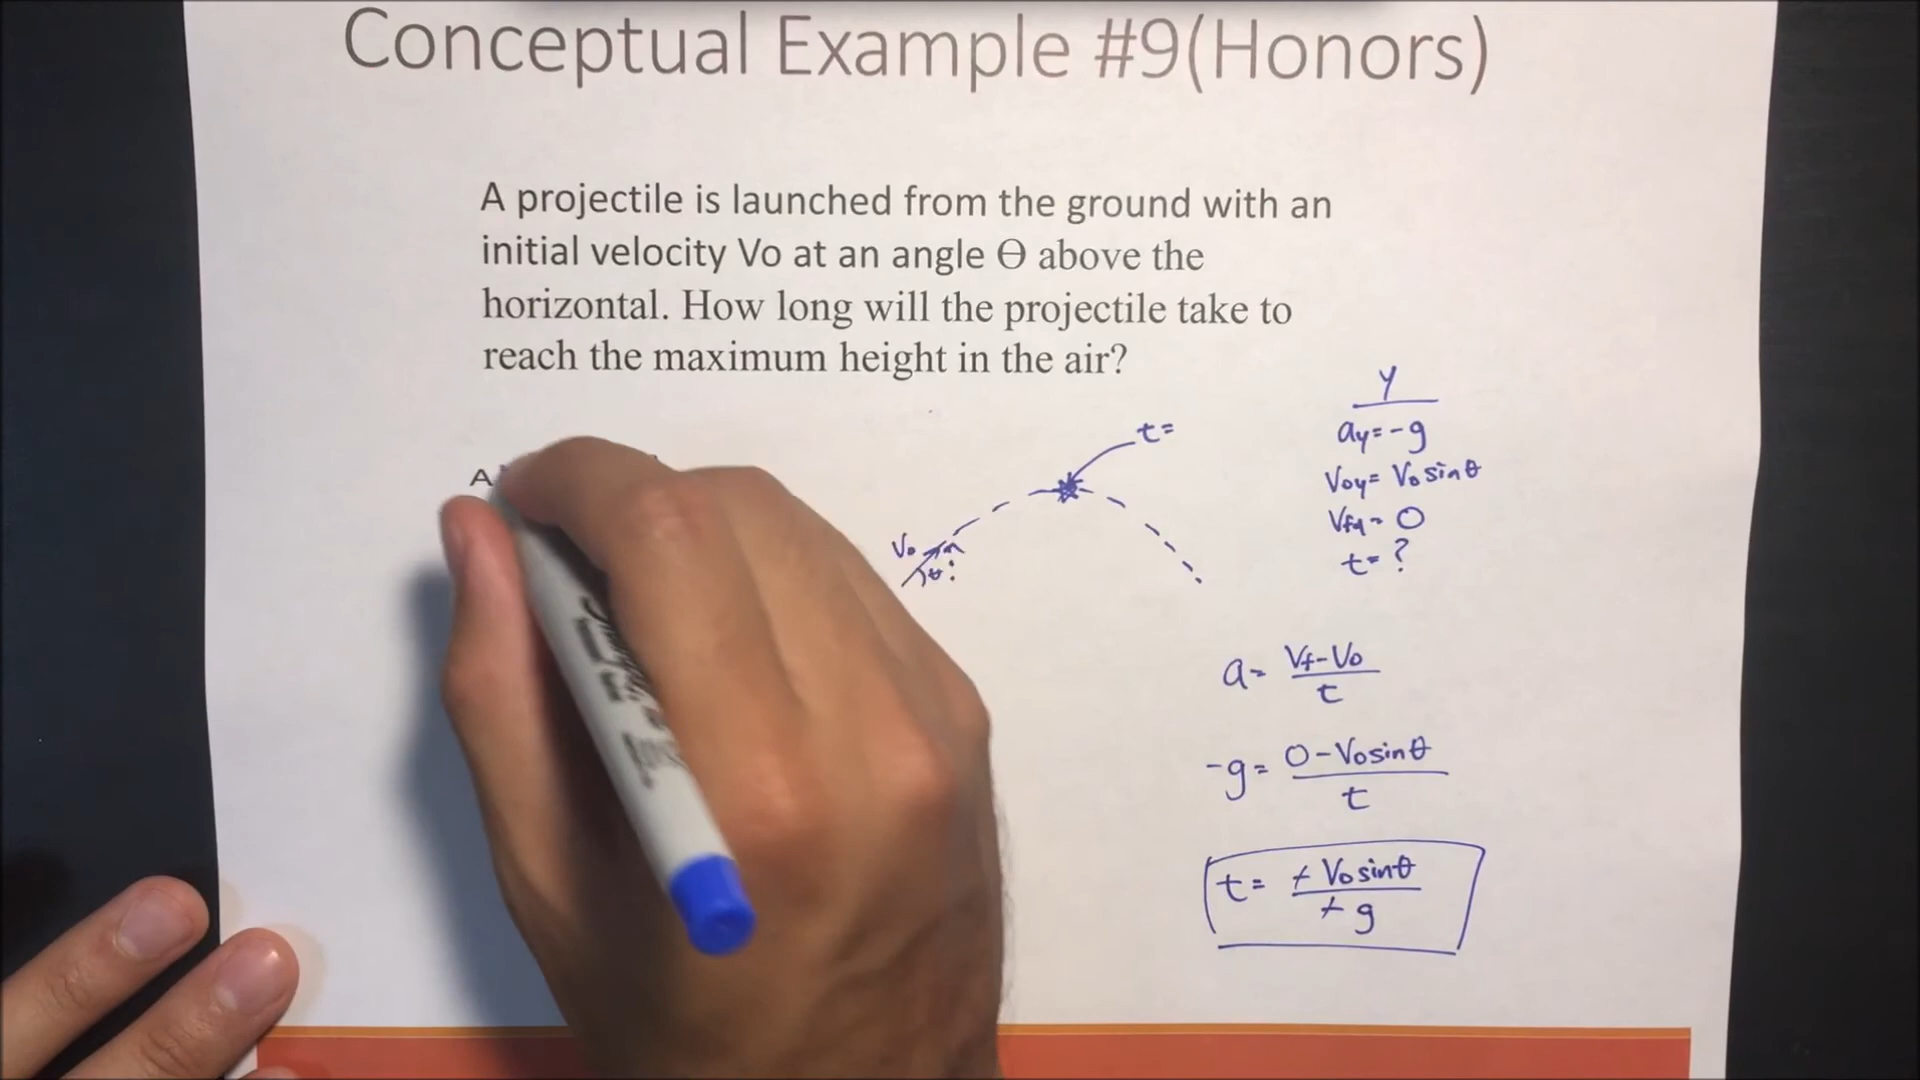 Conceptual Example #9(Honors)
A projectile is launched from the ground with an
initial velocity Vo at an angle ϴ above the
horizontal. How long will the projectile take to
reach the maximum height in the air?
A
t=
Vo
θ
y
ay=-g
Voy= Vo sinθ
Vfy= 0
t= ?
a= Vf-Vo
t
-g= 0-Vosinθ
t
t= + Vosinθ
+ g